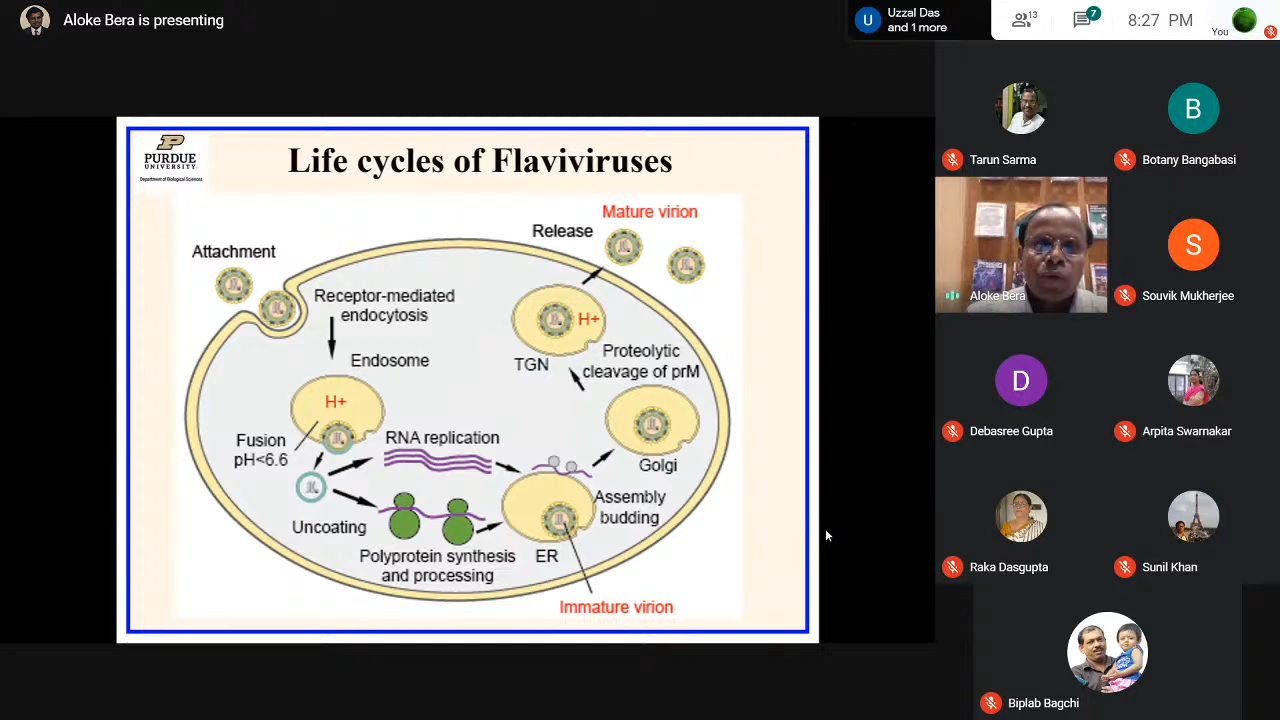 Aloke Bera is presenting
U
Uzzal Das
and 1 more
13
7
8:27 PM
You
PURDUE
UNIVERSITY
Department of Biological Sciences
Life cycles of Flaviviruses
Mature virion
Release
Attachment
Receptor-mediated
endocytosis
H+
TGN
Proteolytic
cleavage of prM
Endosome
H+
Fusion
pH<6.6
RNA replication
Golgi
Uncoating
Assembly
budding
Polyprotein synthesis
and processing
ER
Immature virion
Tarun Sarma
B
Botany Bangabasi
Aloke Bera
S
Souvik Mukherjee
D
Debasree Gupta
Arpita Swarnakar
Raka Dasgupta
Sunil Khan
Biplab Bagchi